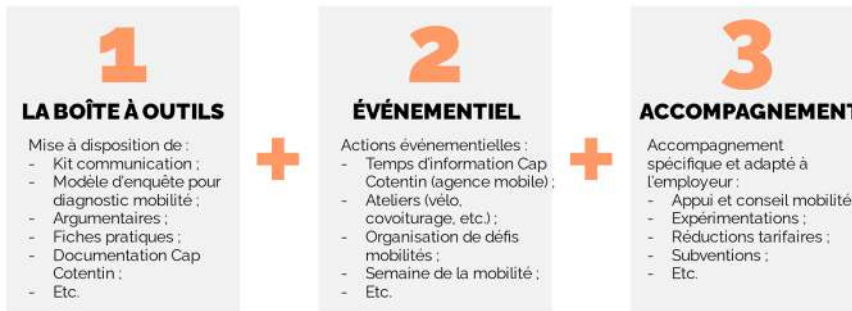 1
LA BOÎTE À OUTILS
Mise à disposition de :
- Kit communication ;
- Modèle d'enquête pour
diagnostic mobilité ;
- Argumentaires ;
- Fiches pratiques ;
- Documentation Cap
Cotentin ;
- Etc.
+
2
ÉVÉNEMENTIEL
Actions événementielles :
- Temps d'information Cap
Cotentin (agence mobile) ;
- Ateliers (vélo,
covoiturage, etc.) ;
- Organisation de défis
mobilités ;
- Semaine de la mobilité ;
- Etc.
+
3
ACCOMPAGNEMENT
Accompagnement
spécifique et adapté à
l'employeur :
- Appui et conseil mobilité
- Expérimentations ;
- Réductions tarifaires ;
- Subventions ;
- Etc.